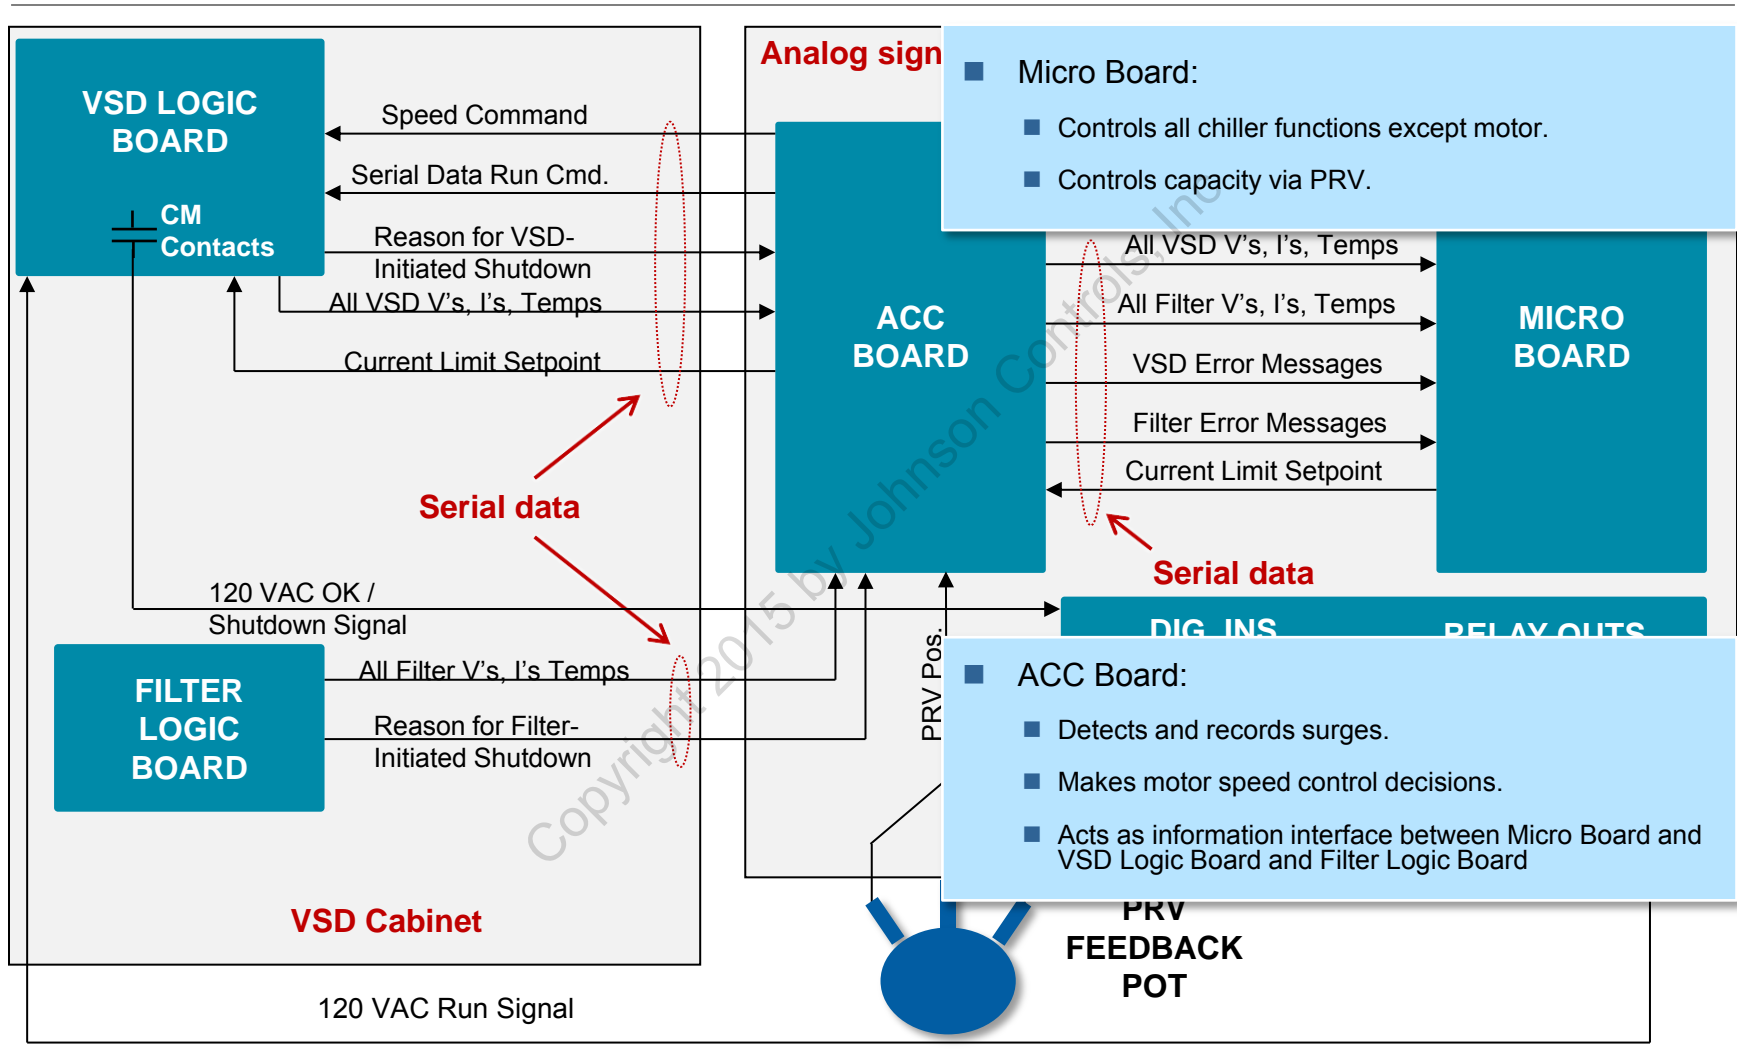 Analog sign
VSD LOGIC
BOARD
CM
Contacts
Speed Command
Serial Data Run Cmd.
Reason for VSD-
Initiated Shutdown
All VSD V's, I's, Temps
Current Limit Setpoint
Serial data
ACC
BOARD
Micro Board:
Controls all chiller functions except motor.
Controls capacity via PRV.
All VSD V's, I's, Temps
All Filter V's, I's, Temps
VSD Error Messages
Filter Error Messages
Current Limit Setpoint
Serial data
MICRO
BOARD
120 VAC OK /
Shutdown Signal
DIG. INS
RELAY OUTS
FILTER
LOGIC
BOARD
All Filter V's, I's Temps
Reason for Filter-
Initiated Shutdown
PRV Pos.
ACC Board:
Detects and records surges.
Makes motor speed control decisions.
Acts as information interface between Micro Board and
VSD Logic Board and Filter Logic Board
VSD Cabinet
PRV
FEEDBACK
POT
120 VAC Run Signal
Copyright 2015 by Johnson Controls, Inc